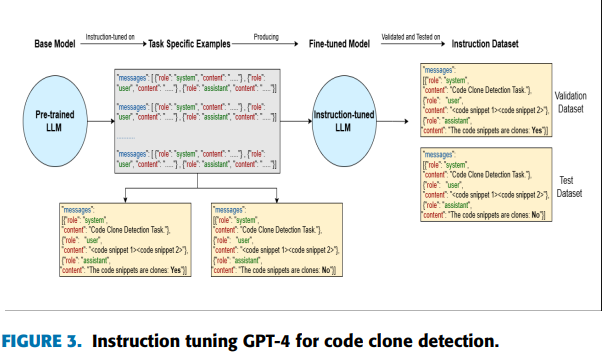 Base Model Instruction-tuned on Task Specific Examples Producing Fine-tuned Model Validated and Tested on Instruction Dataset
Pre-trained
LLM
"messages": [ {"role": "system", "content": "....."} , {"role":
"user", "content": "....."} , {"role": "assistant", "content": "....."}]
"messages": [ {"role": "system", "content": "....."} , {"role":
"user", "content": "....."} , {"role": "assistant", "content": "....."}]
............
"messages": [ {"role": "system", "content": "....."} , {"role":
user", "content": "....."} , {"role": "assistant", "content": "....."}]
Instruction-tuned
LLM
"messages":
[{"role": "system",
"content": "Code Clone Detection Task."},
{"role": "user",
"content": "<code snippet 1><code snippet 2>"},
{"role": "assistant",
"content": "The code snippets are clones: Yes"}]
Validation
Dataset
"messages":
[{"role": "system",
"content": "Code Clone Detection Task."},
{"role": "user",
"content": "<code snippet 1><code snippet 2>"},
{"role": "assistant",
"content": "The code snippets are clones: No"}]
Test
Dataset
"messages":
[{"role": "system",
"content": "Code Clone Detection Task."},
{"role": "user",
"content": "<code snippet 1><code snippet 2>"},
{"role": "assistant",
"content": "The code snippets are clones: Yes"}]
"messages":
[{"role": "system",
"content": "Code Clone Detection Task."},
{"role": "user",
"content": "<code snippet 1><code snippet 2>"},
{"role": "assistant",
"content": "The code snippets are clones: No"}]
FIGURE 3. Instruction tuning GPT-4 for code clone detection.